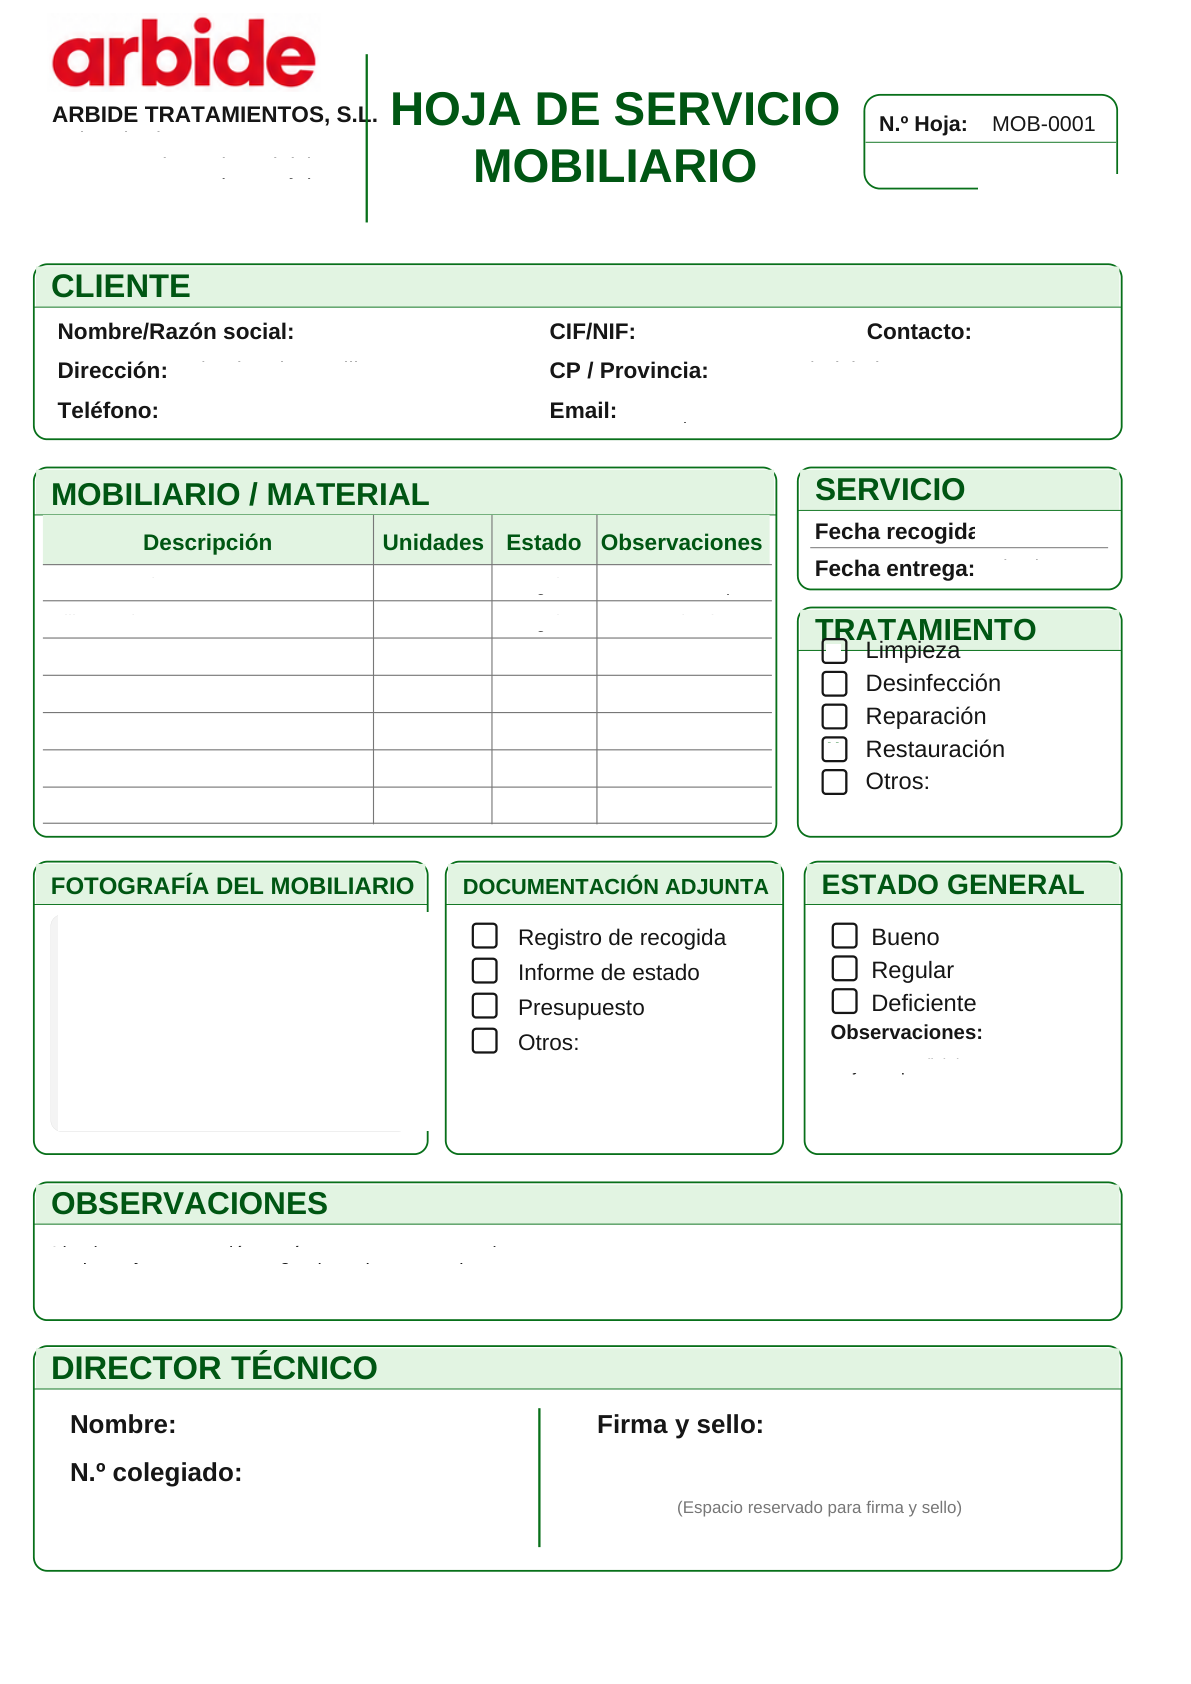 arbide
ARBIDE TRATAMIENTOS, S.L.
HOJA DE SERVICIO
MOBILIARIO
N.º Hoja: MOB-0001
CLIENTE
Nombre/Razón social: CIF/NIF: Contacto:
Dirección: CP / Provincia:
Teléfono: Email:
MOBILIARIO / MATERIAL
Descripción Unidades Estado Observaciones
SERVICIO
Fecha recogida
Fecha entrega:
TRATAMIENTO
Limpieza
Desinfección
Reparación
Restauración
Otros:
FOTOGRAFÍA DEL MOBILIARIO
DOCUMENTACIÓN ADJUNTA
Registro de recogida
Informe de estado
Presupuesto
Otros:
ESTADO GENERAL
Bueno
Regular
Deficiente
Observaciones:
OBSERVACIONES
DIRECTOR TÉCNICO
Nombre:
N.º colegiado:
Firma y sello:
(Espacio reservado para firma y sello)